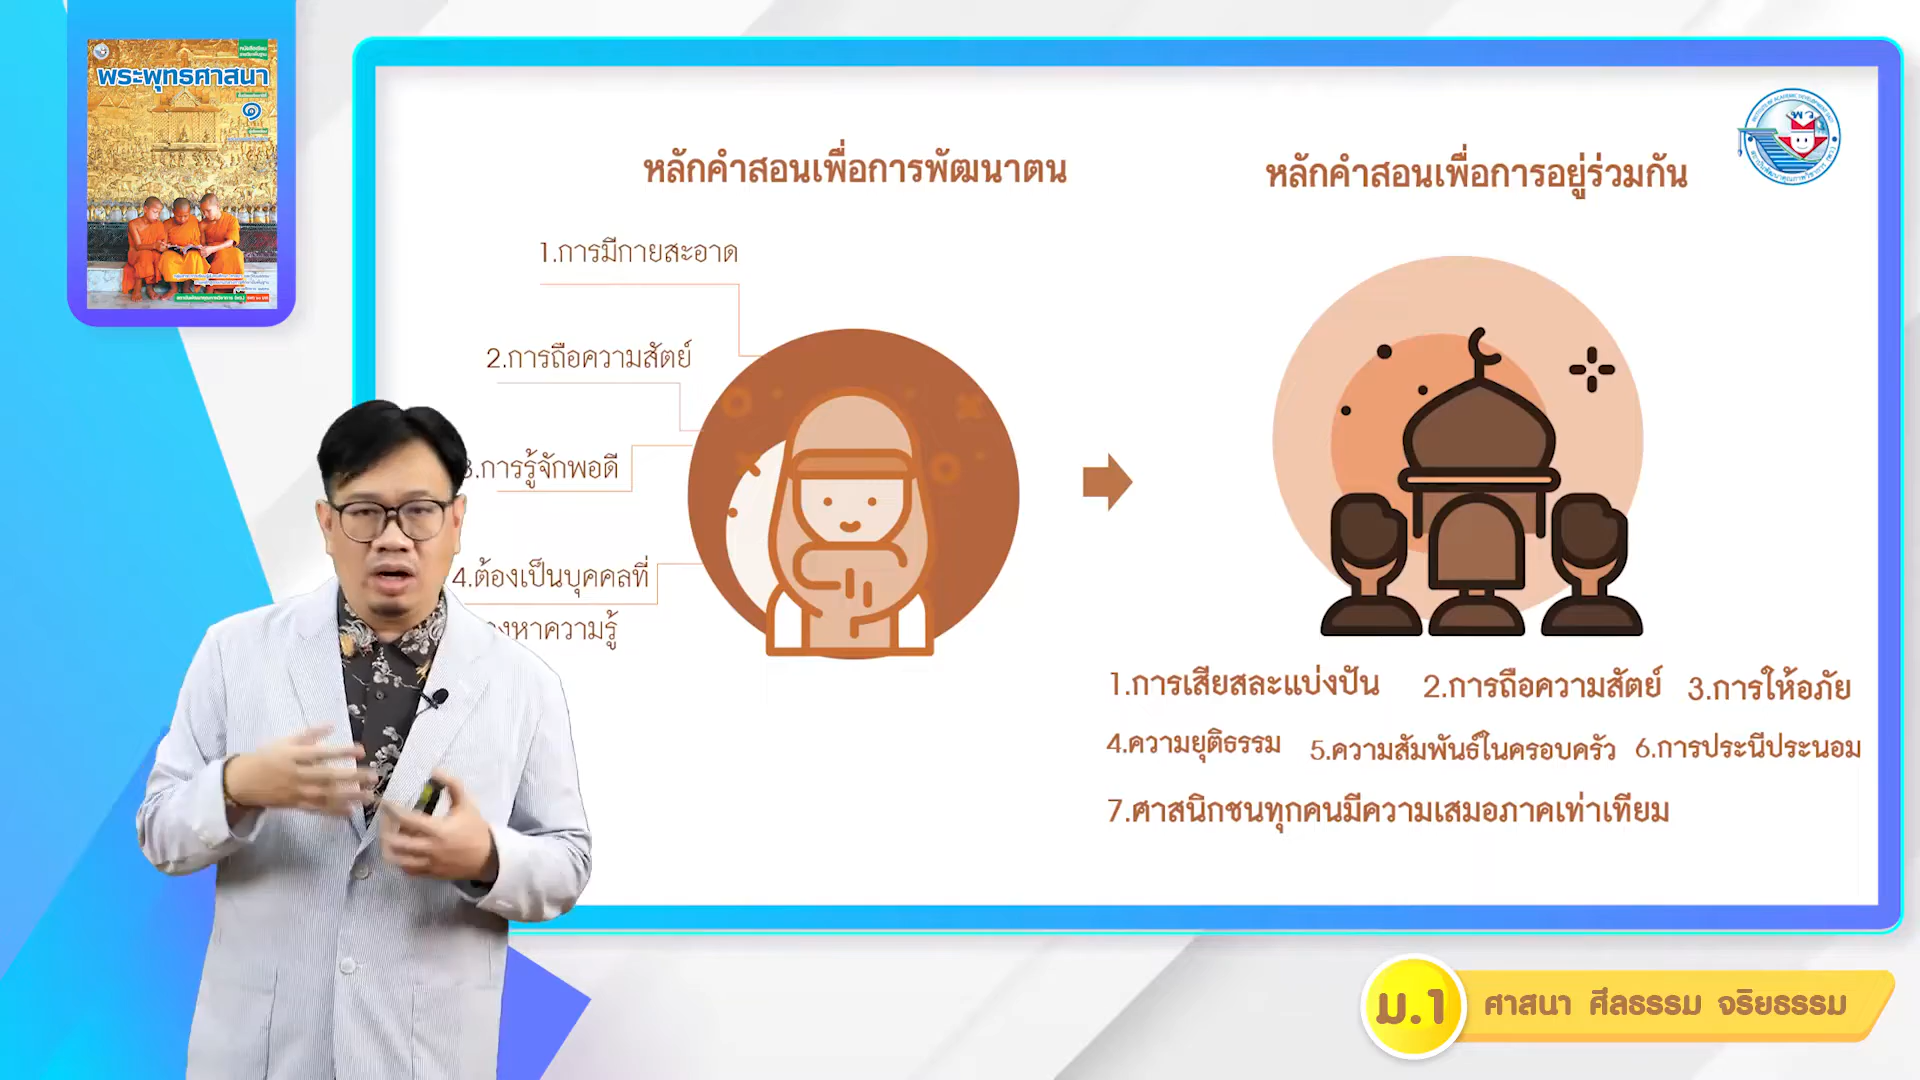 พระพุทธศาสนา
๑
หลักคำสอนเพื่อการพัฒนาตน
1.การมีกายสะอาด
2.การถือความสัตย์
3.การรู้จักพอดี
4.ต้องเป็นบุคคลที่
หาความรู้
หลักคำสอนเพื่อการอยู่ร่วมกัน
พว
1.การเสียสละแบ่งปัน 2.การถือความสัตย์ 3.การให้อภัย
4.ความยุติธรรม 5.ความสัมพันธ์ในครอบครัว 6.การประนีประนอม
7.ศาสนิกชนทุกคนมีความเสมอภาคเท่าเทียม
ม.1 ศาสนา ศีลธรรม จริยธรรม